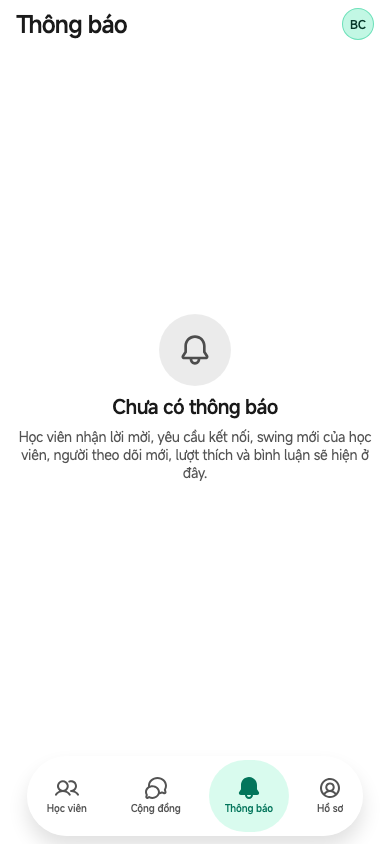 Thông báo
BC
Chưa có thông báo
Học viên nhận lời mời, yêu cầu kết nối, swing mới của học
viên, người theo dõi mới, lượt thích và bình luận sẽ hiện ở
đây.
Học viên
Cộng đồng
Thông báo
Hồ sơ